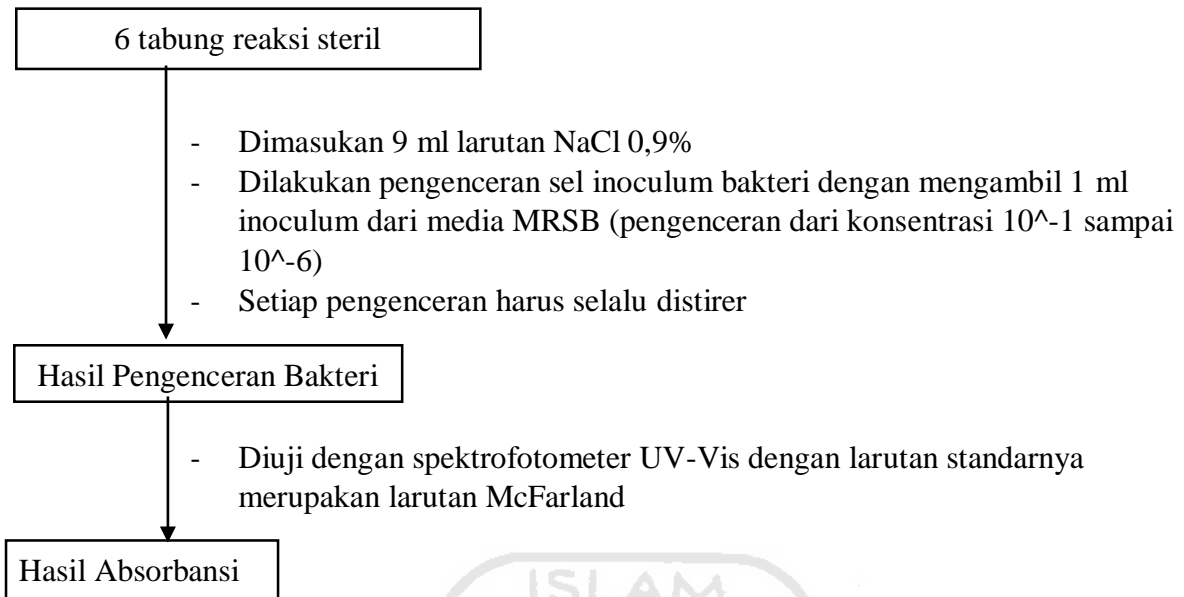 6 tabung reaksi steril
- Dimasukan 9 ml larutan NaCl 0,9%
- Dilakukan pengenceran sel inoculum bakteri dengan mengambil 1 ml
inoculum dari media MRSB (pengenceran dari konsentrasi 10^-1 sampai
10^-6)
- Setiap pengenceran harus selalu distirer
Hasil Pengenceran Bakteri
- Diuji dengan spektrofotometer UV-Vis dengan larutan standarnya
merupakan larutan McFarland
Hasil Absorbansi
ISLAM